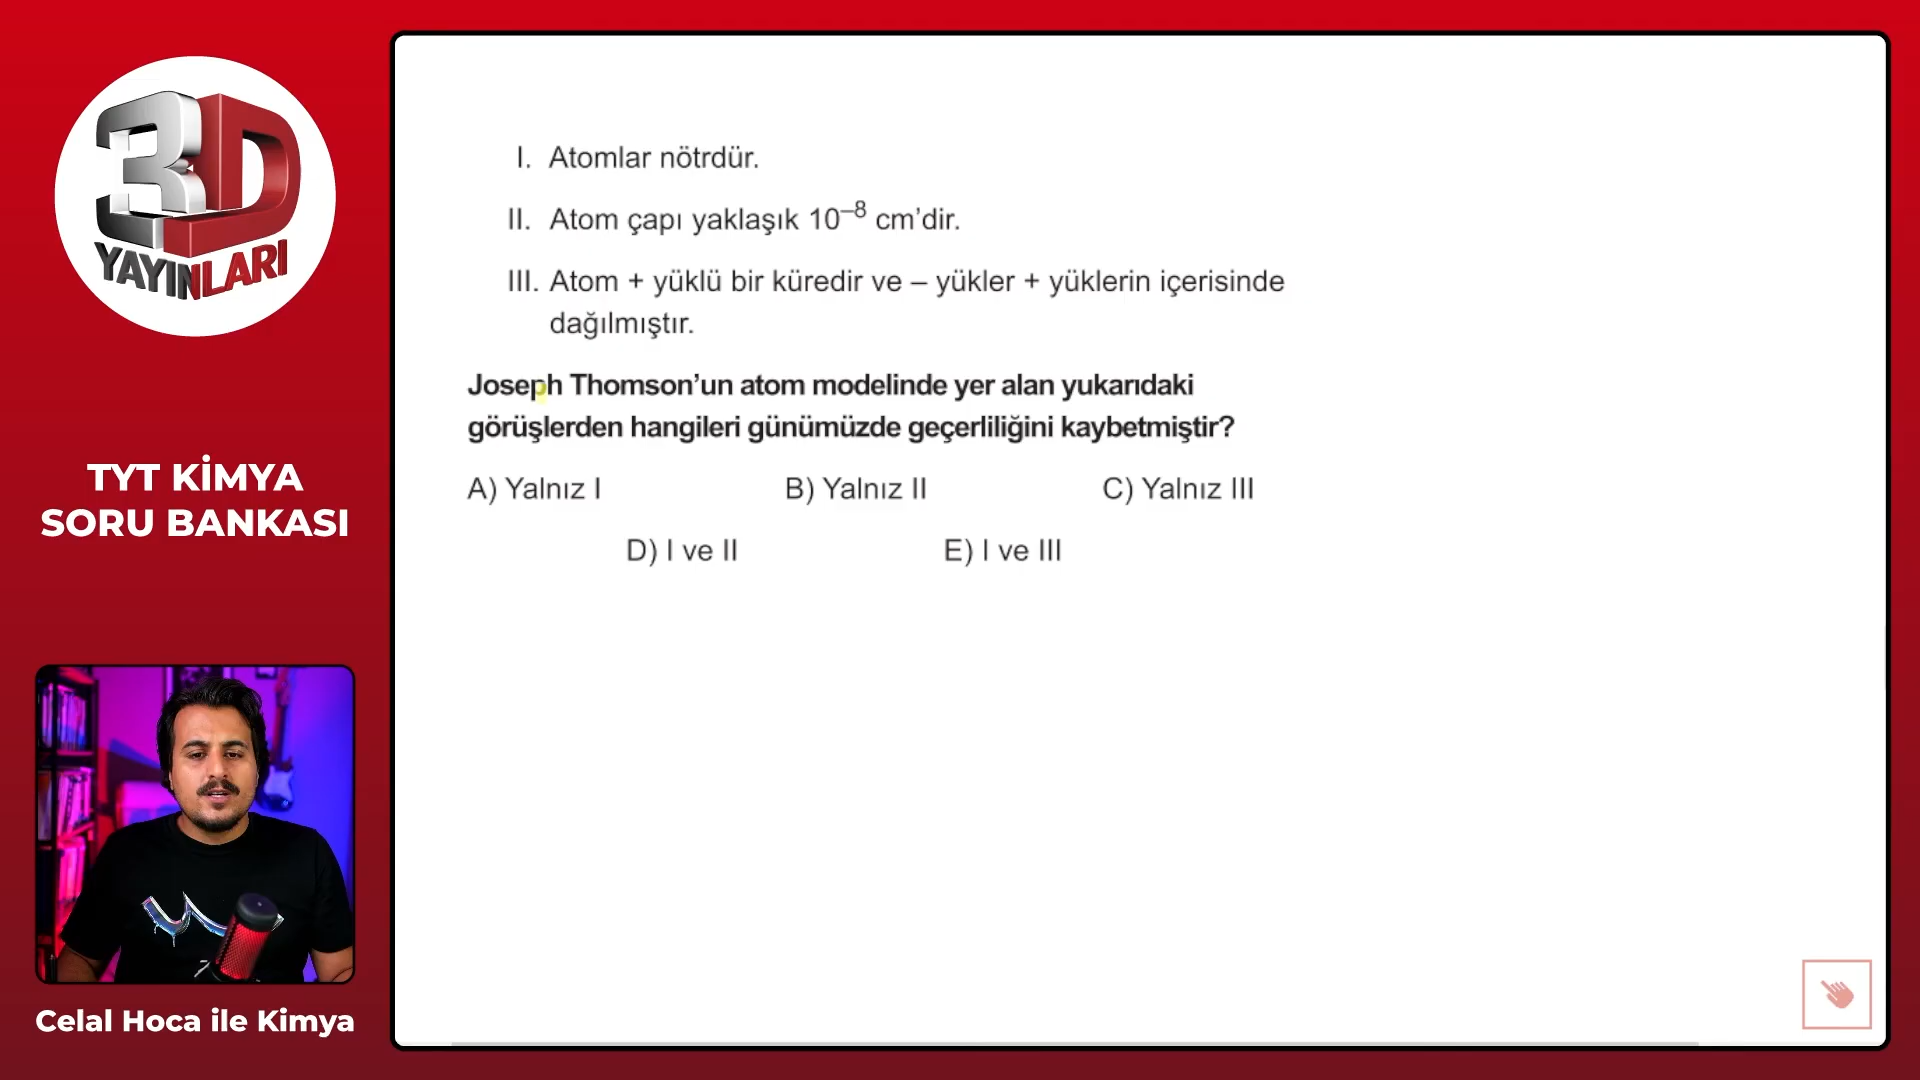 3D
YAYINLARI
TYT KİMYA
SORU BANKASI
Celal Hoca ile Kimya
I. Atomlar nötrdür.
II. Atom çapı yaklaşık 10⁻⁸ cm’dir.
III. Atom + yüklü bir küredir ve – yükler + yüklerin içerisinde
dağılmıştır.
Joseph Thomson’un atom modelinde yer alan yukarıdaki
görüşlerden hangileri günümüzde geçerliliğini kaybetmiştir?
A) Yalnız I B) Yalnız II C) Yalnız III
D) I ve II E) I ve III